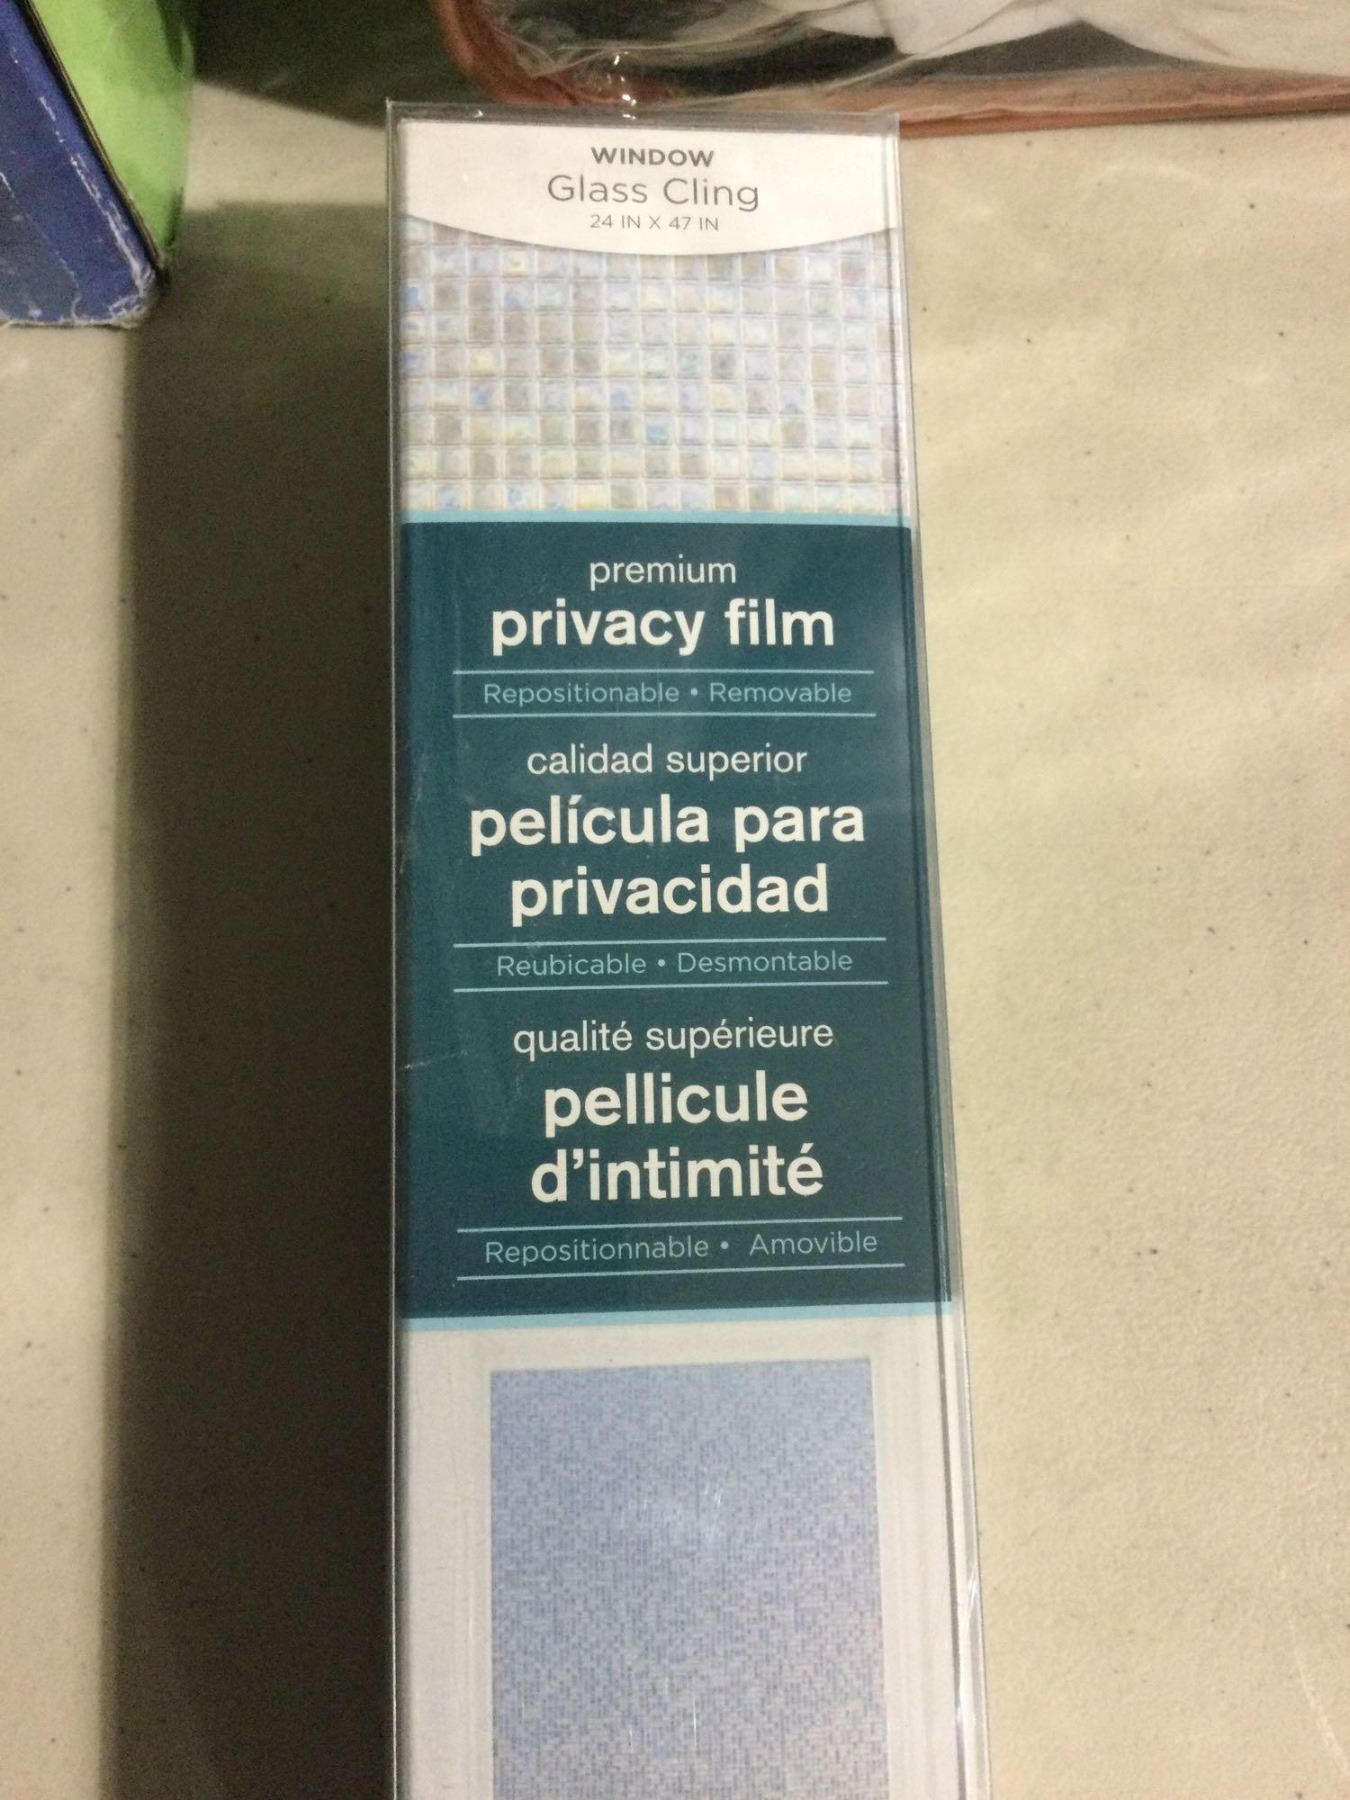 WINDOW
Glass Cling
24 IN X 47 IN
premium
privacy film
Repositionable • Removable
calidad superior
película para
privacidad
Reubicable • Desmontable
qualité supérieure
pellicule
d'intimité
Repositionnable • Amovible